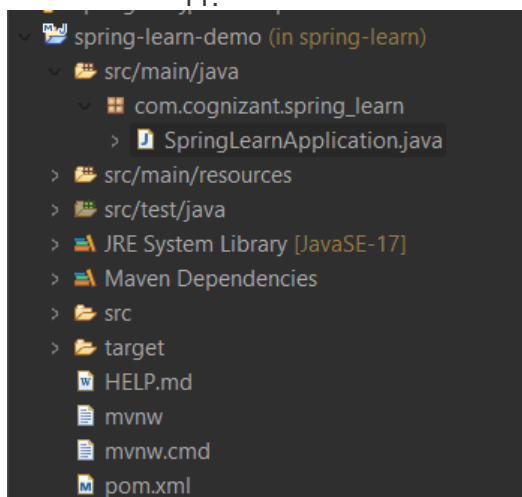 spring-learn-demo (in spring-learn)
src/main/java
com.cognizant.spring_learn
SpringLearnApplication.java
src/main/resources
src/test/java
JRE System Library [JavaSE-17]
Maven Dependencies
src
target
HELP.md
mvnw
mvnw.cmd
pom.xml